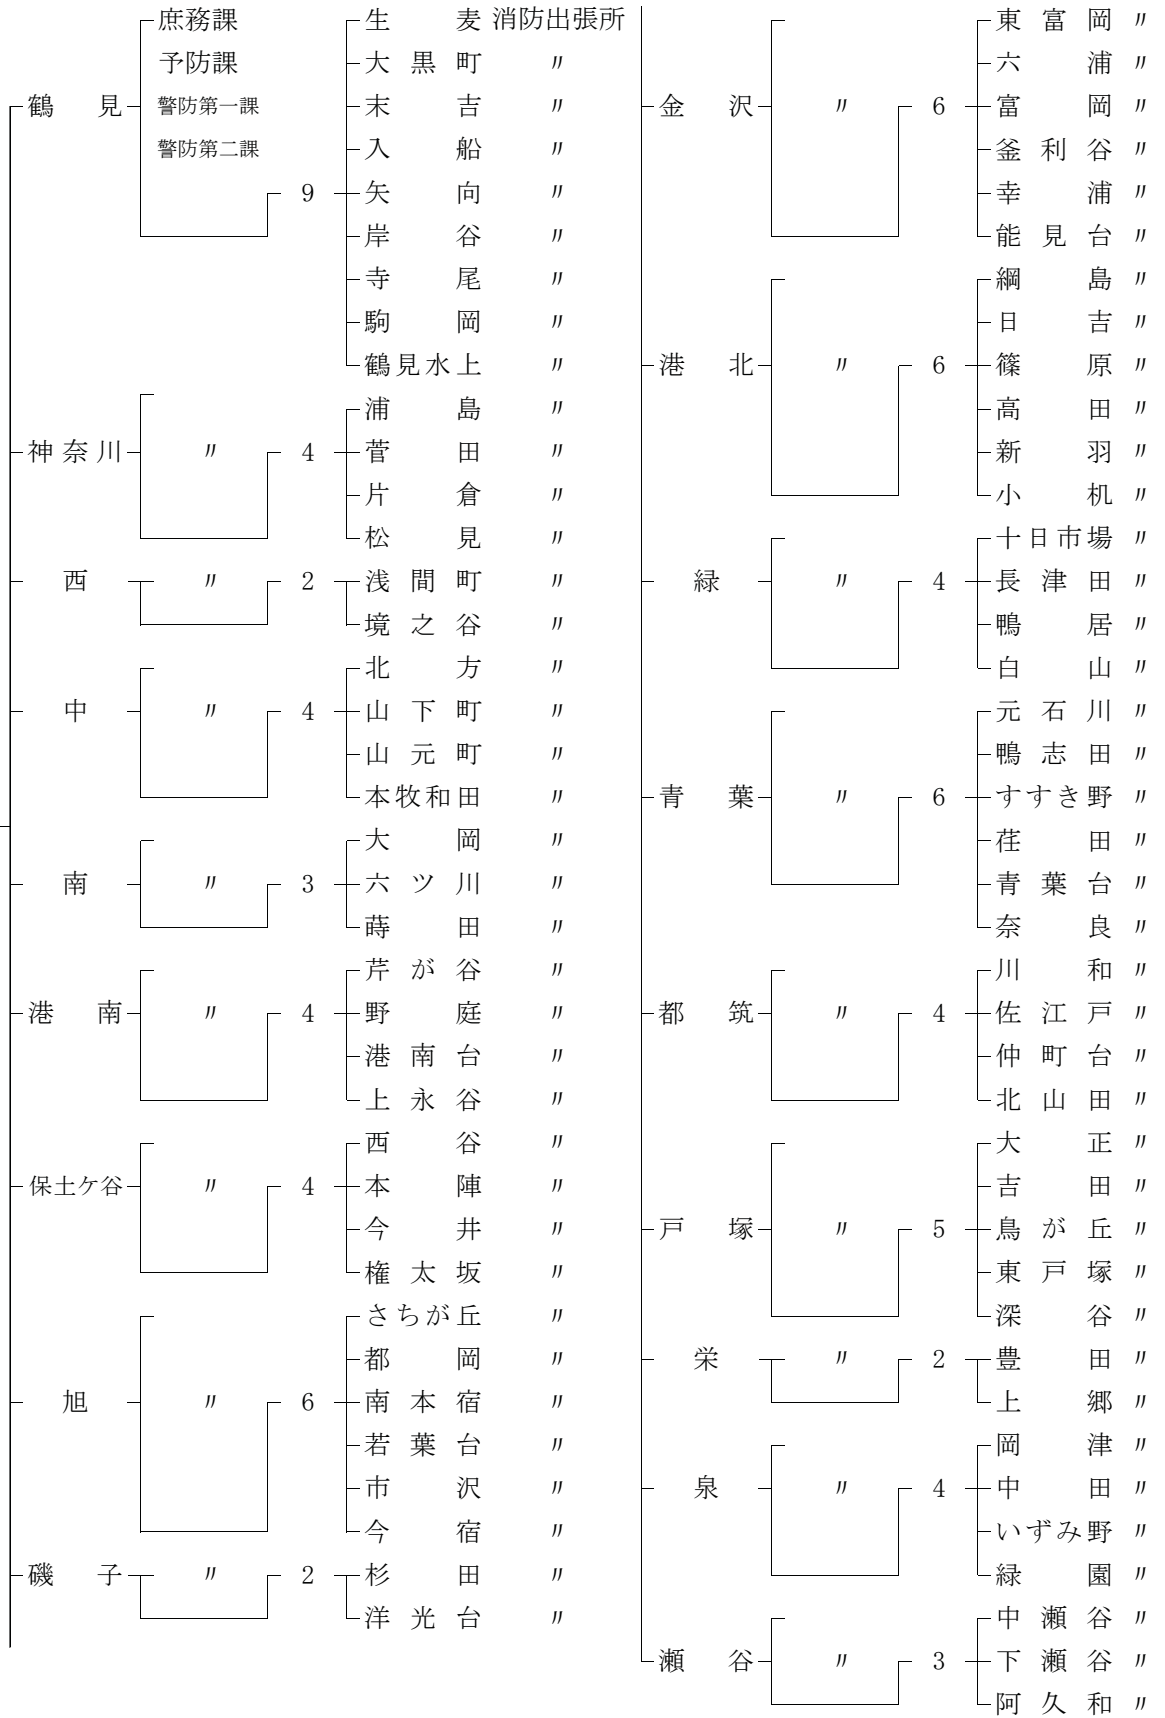 庶務課 生麦 消防出張所
予防課 大黒町 〃
鶴見 警防第一課 末吉 〃
警防第二課 入船 〃
9 矢向 〃
岸谷 〃
寺尾 〃
駒岡 〃
鶴見水上 〃
浦島 〃
神奈川 〃 4 菅田 〃
片倉 〃
松見 〃
西 〃 2 浅間町 〃
境之谷 〃
北方 〃
中 〃 4 山下町 〃
山元町 〃
本牧和田 〃
大岡 〃
南 〃 3 六ツ川 〃
蒔田 〃
芹が谷 〃
港南 〃 4 野庭 〃
港南台 〃
上永谷 〃
西谷 〃
保土ケ谷 〃 4 本陣 〃
今井 〃
権太坂 〃
さちが丘 〃
都岡 〃
旭 〃 6 南本宿 〃
若葉台 〃
市沢 〃
今宿 〃
磯子 〃 2 杉田 〃
洋光台 〃
東富岡 〃
六浦 〃
金沢 〃 6 富岡 〃
釜利谷 〃
幸浦 〃
能見台 〃
綱島 〃
日吉 〃
港北 〃 6 篠原 〃
高田 〃
新羽 〃
小机 〃
十日市場 〃
緑 〃 4 長津田 〃
鴨居 〃
白山 〃
元石川 〃
鴨志田 〃
青葉 〃 6 すすき野 〃
荏田 〃
青葉台 〃
奈良 〃
川和 〃
都筑 〃 4 佐江戸 〃
仲町台 〃
北山田 〃
大正 〃
吉田 〃
戸塚 〃 5 鳥が丘 〃
東戸塚 〃
深谷 〃
栄 〃 2 豊田 〃
上郷 〃
岡津 〃
泉 〃 4 中田 〃
いずみ野 〃
緑園 〃
中瀬谷 〃
瀬谷 〃 3 下瀬谷 〃
阿久和 〃